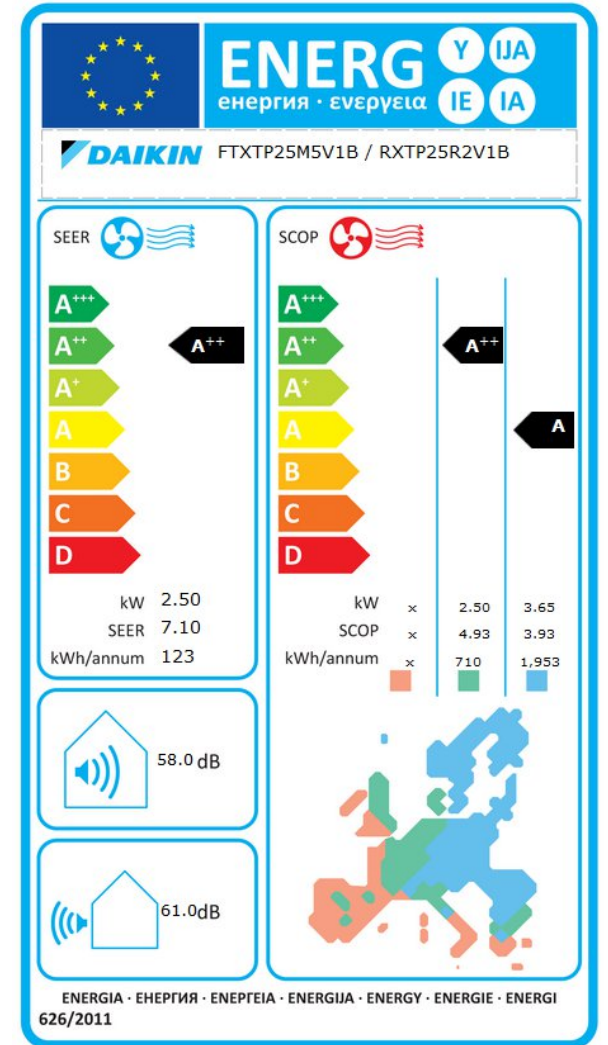 ENERG Y IJA
енергия · ενεργεια IE IA
DAIKIN FTXTP25M5V1B / RXTP25R2V1B
SEER
A+++
A++ A++
A+
A
B
C
D
kW 2.50
SEER 7.10
kWh/annum 123
SCOP
A+++
A++ A++
A+
A A
B
C
D
kW x 2.50 3.65
SCOP x 4.93 3.93
kWh/annum x 710 1,953
58.0 dB
61.0dB
ENERGIA · ЕНЕРГИЯ · ΕΝΕΡΓΕΙΑ · ENERGIJA · ENERGY · ENERGIE · ENERGI
626/2011